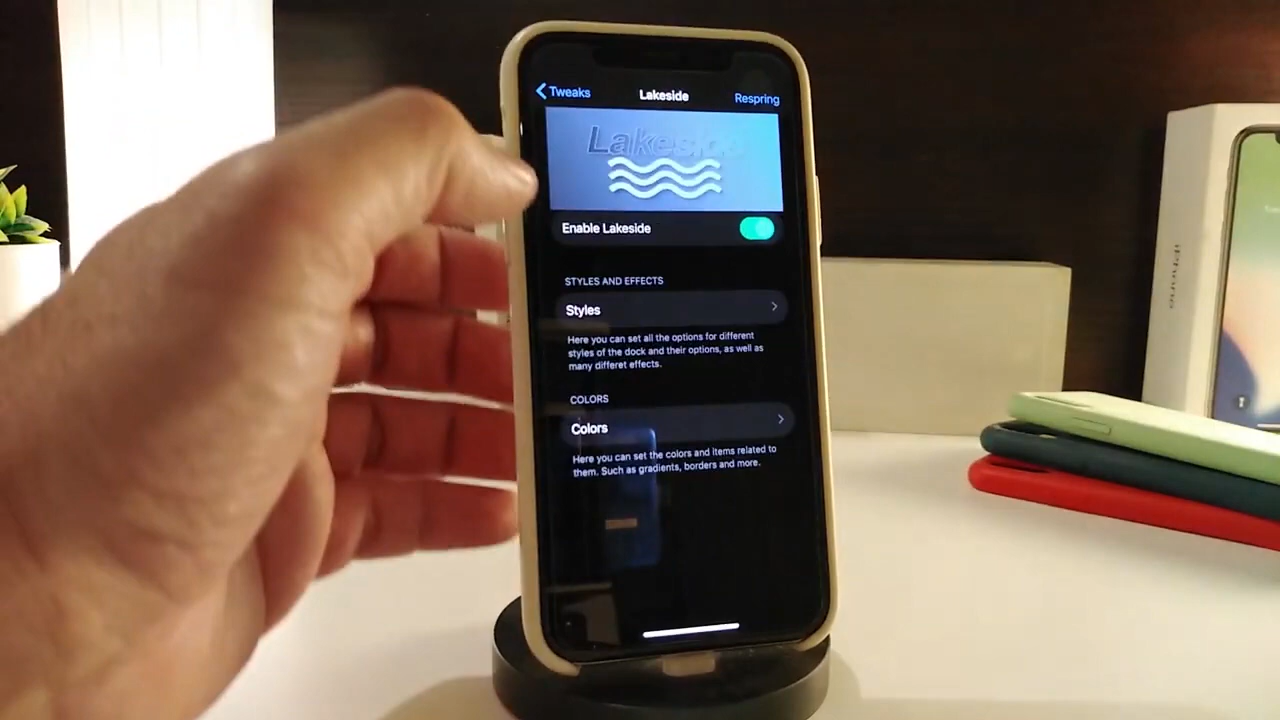 Tweaks
Lakeside
Respring
Lakeside
Enable Lakeside
STYLES AND EFFECTS
Styles
Here you can set all the options for different
styles of the dock and their options, as well as
many differet effects.
COLORS
Colors
Here you can set the colors and items related to
them. Such as gradients, borders and more.
iPhone